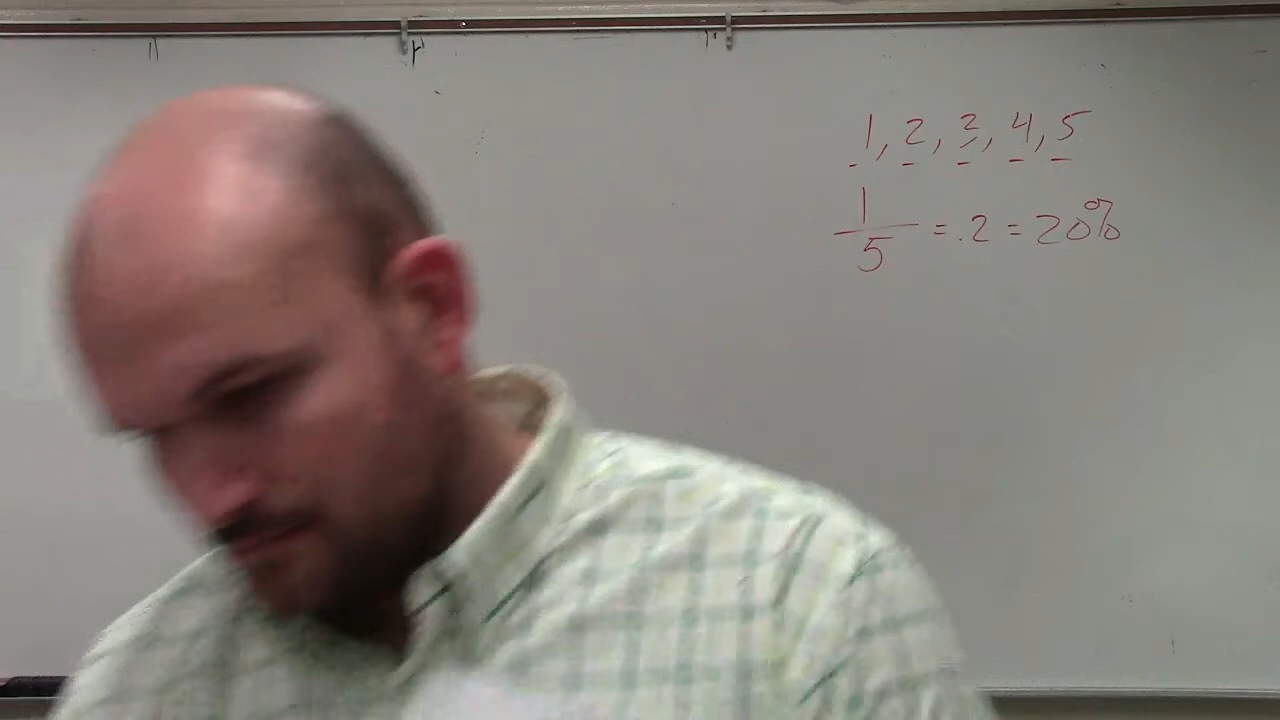 1, 2, 3, 4, 5
1/5 = .2 = 20%